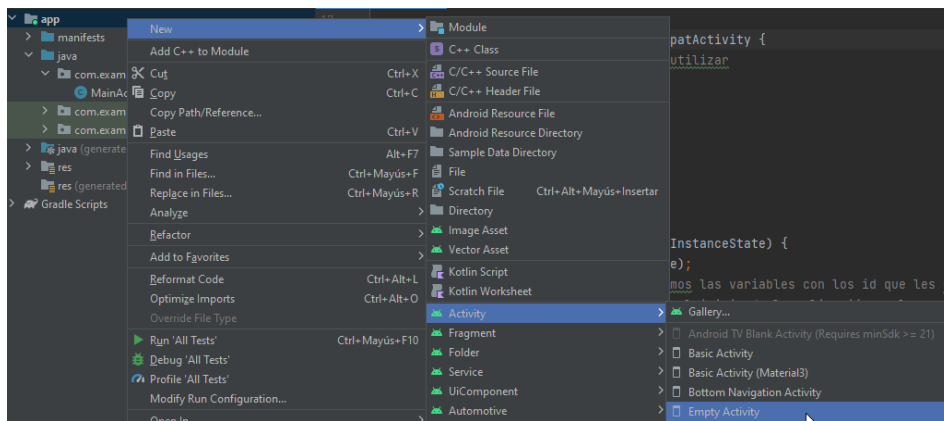 app
manifests
java
com.exam
MainAc
com.exam
com.exam
java (generate
res
res (generated
Gradle Scripts
New
Add C++ to Module
Cut Ctrl+X
Copy Ctrl+C
Copy Path/Reference...
Paste Ctrl+V
Find Usages Alt+F7
Find in Files... Ctrl+Mayús+F
Replace in Files... Ctrl+Mayús+R
Analyze
Refactor
Add to Favorites
Reformat Code Ctrl+Alt+L
Optimize Imports Ctrl+Alt+O
Override File Type
Run 'All Tests' Ctrl+Mayús+F10
Debug 'All Tests'
Profile 'All Tests'
Modify Run Configuration...
Open In
Module
C++ Class
C/C++ Source File
C/C++ Header File
Android Resource File
Android Resource Directory
Sample Data Directory
File
Scratch File Ctrl+Alt+Mayús+Insertar
Directory
Image Asset
Vector Asset
Kotlin Script
Kotlin Worksheet
Activity
Fragment
Folder
Service
UiComponent
Automotive
patActivity {
utilizar
InstanceState) {
e);
mos las variables con los id que les
Gallery...
Android TV Blank Activity (Requires minSdk >= 21)
Basic Activity
Basic Activity (Material3)
Bottom Navigation Activity
Empty Activity